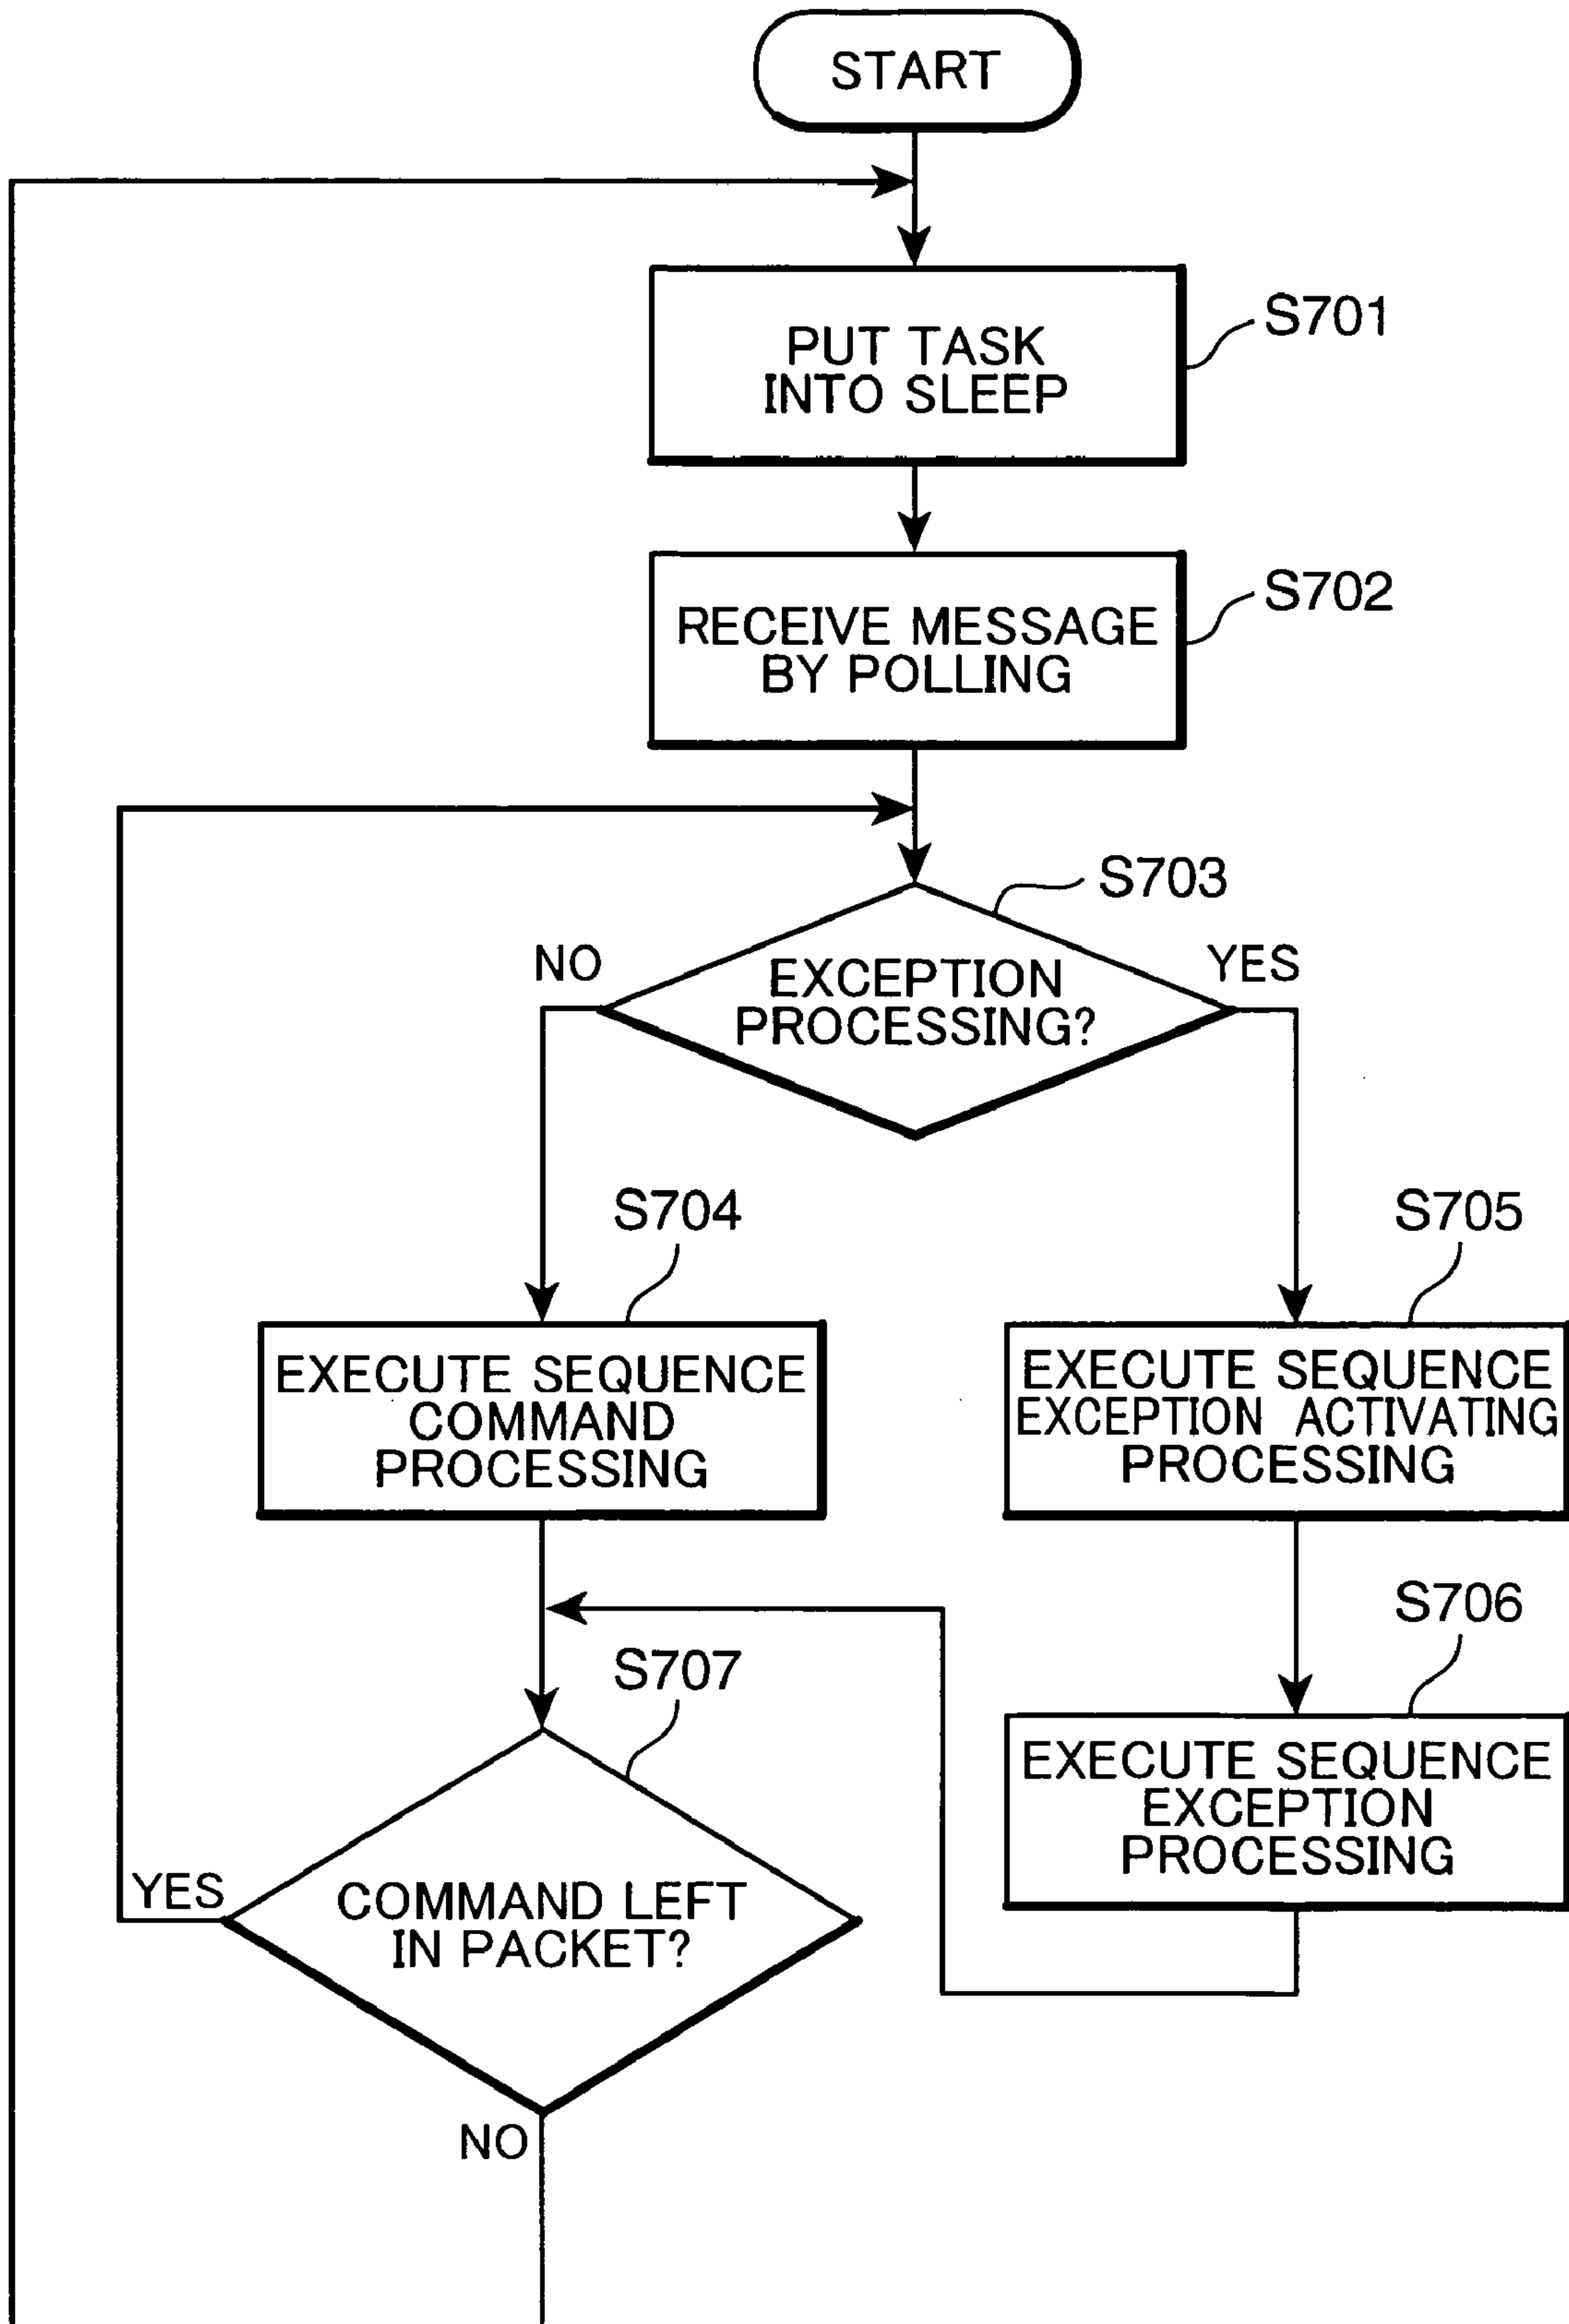 START
PUT TASK
INTO SLEEP
S701
RECEIVE MESSAGE
BY POLLING
S702
S703
NO
EXCEPTION
PROCESSING?
YES
S704
EXECUTE SEQUENCE
COMMAND
PROCESSING
S705
EXECUTE SEQUENCE
EXCEPTION ACTIVATING
PROCESSING
S706
EXECUTE SEQUENCE
EXCEPTION
PROCESSING
S707
YES
COMMAND LEFT
IN PACKET?
NO